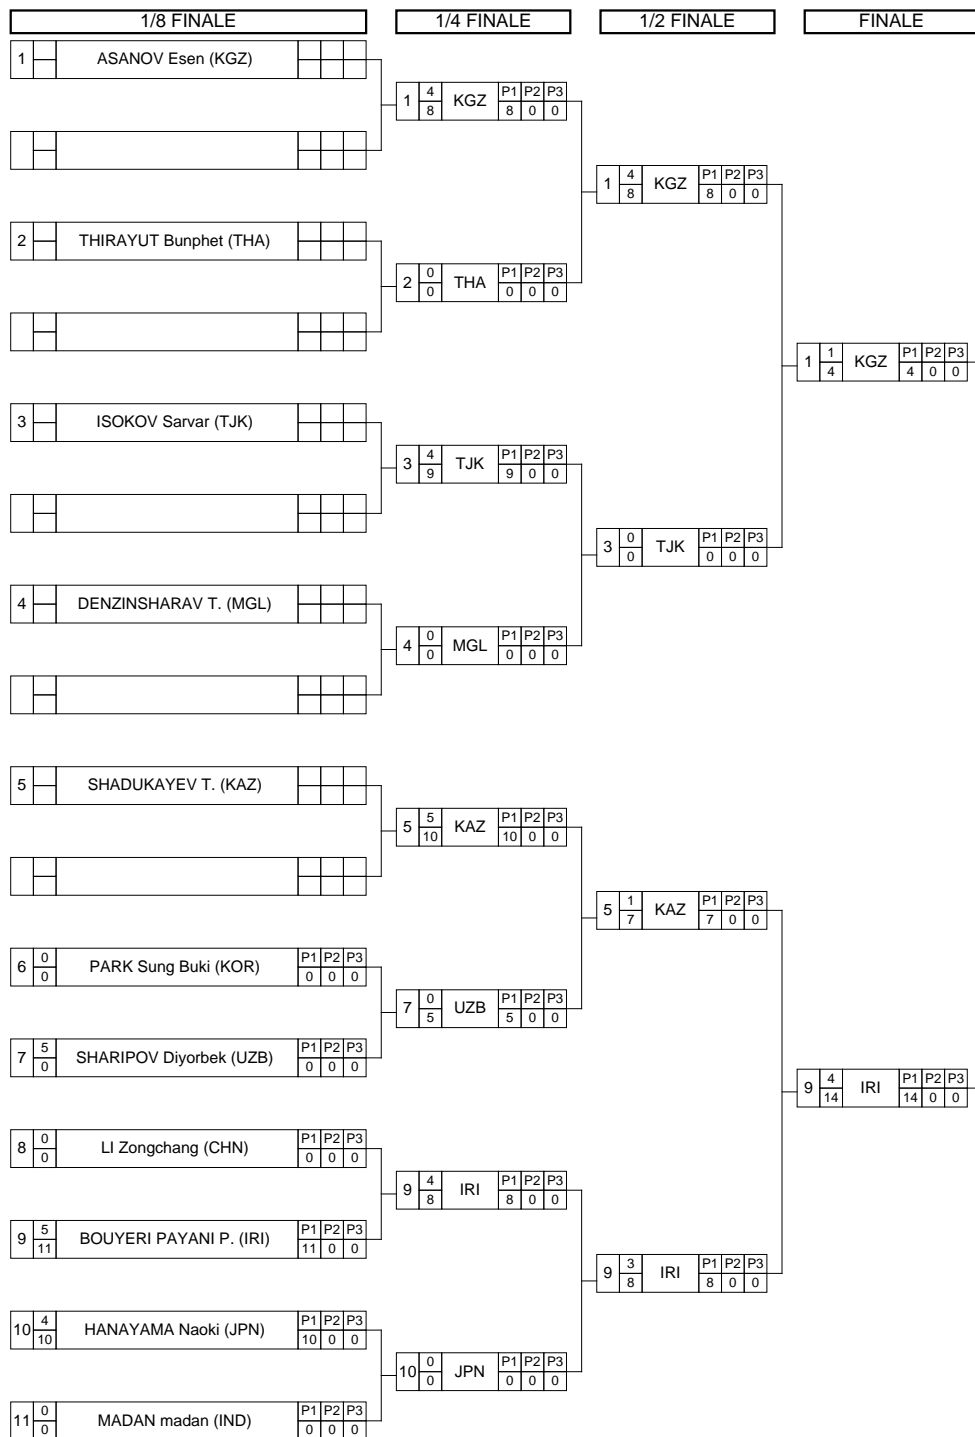 1/8 FINALE
1/4 FINALE
1/2 FINALE
FINALE
1 ASANOV Esen (KGZ)
2 THIRAYUT Bunphet (THA)
3 ISOKOV Sarvar (TJK)
4 DENZINSHARAV T. (MGL)
5 SHADUKAYEV T. (KAZ)
6 0 PARK Sung Buki (KOR) P1 P2 P3
0 0 0 0
7 5 SHARIPOV Diyorbek (UZB) P1 P2 P3
0 0 0 0
8 0 LI Zongchang (CHN) P1 P2 P3
0 0 0 0
9 5 BOUYERI PAYANI P. (IRI) P1 P2 P3
11 11 0 0
10 4 HANAYAMA Naoki (JPN) P1 P2 P3
10 10 0 0
11 0 MADAN madan (IND) P1 P2 P3
0 0 0 0
1 4 KGZ P1 P2 P3
8 8 0 0
2 0 THA P1 P2 P3
0 0 0 0
3 4 TJK P1 P2 P3
9 9 0 0
4 0 MGL P1 P2 P3
0 0 0 0
5 5 KAZ P1 P2 P3
10 10 0 0
7 0 UZB P1 P2 P3
5 5 0 0
9 4 IRI P1 P2 P3
8 8 0 0
10 0 JPN P1 P2 P3
0 0 0 0
1 4 KGZ P1 P2 P3
8 8 0 0
3 0 TJK P1 P2 P3
0 0 0 0
5 1 KAZ P1 P2 P3
7 7 0 0
9 3 IRI P1 P2 P3
8 8 0 0
1 1 KGZ P1 P2 P3
4 4 0 0
9 4 IRI P1 P2 P3
14 14 0 0